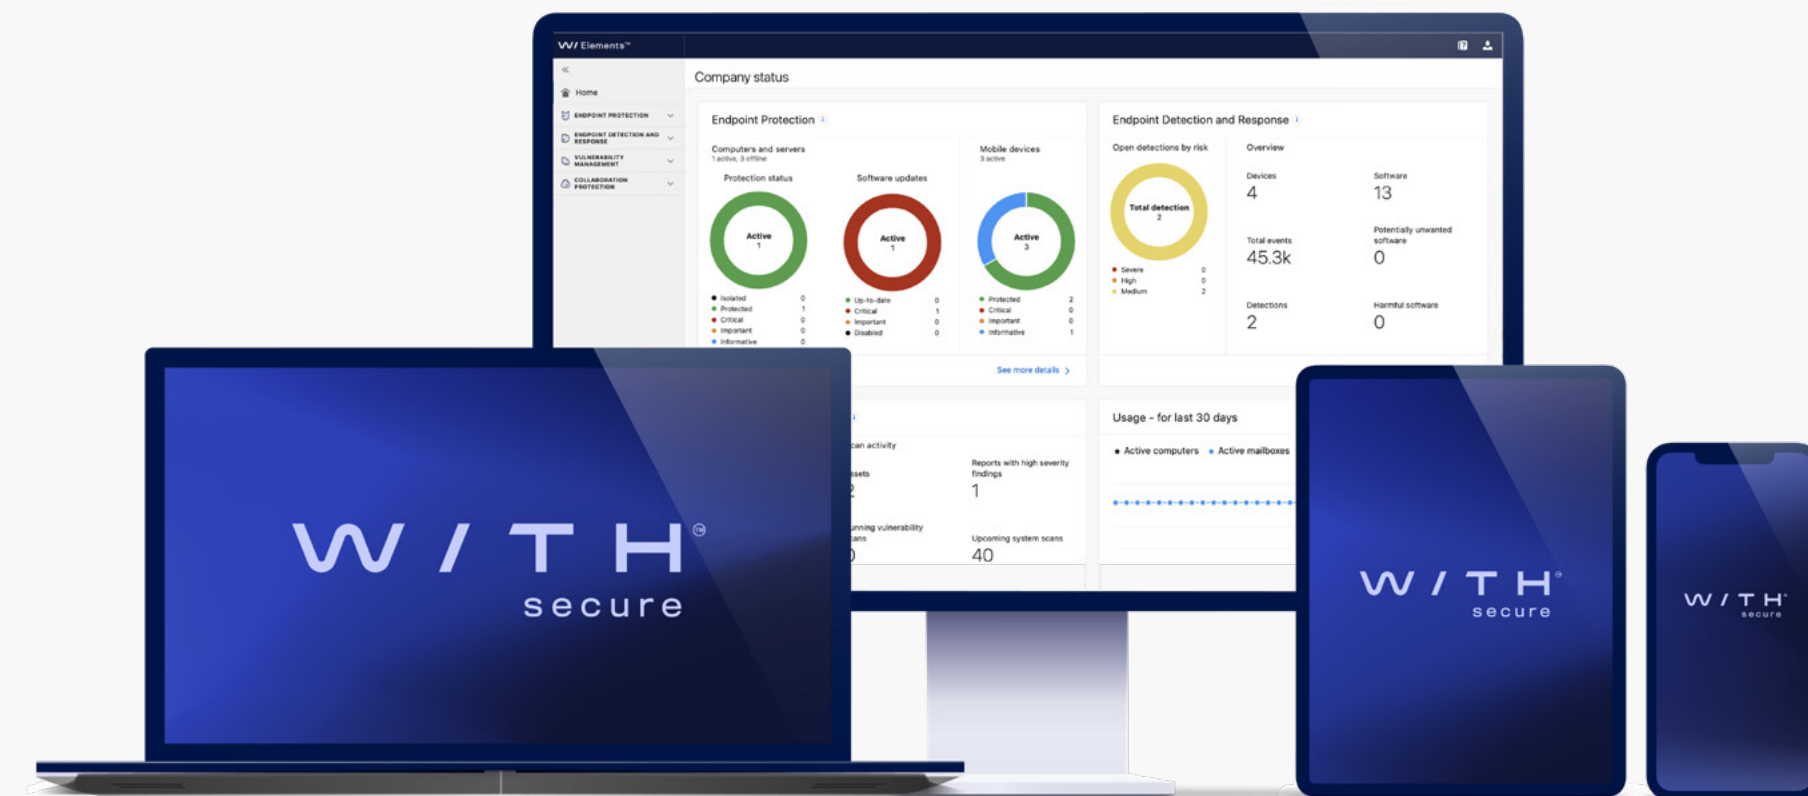 W/ Elements™
Company status
Home
ENDPOINT PROTECTION
ENDPOINT DETECTION AND
RESPONSE
VULNERABILITY
MANAGEMENT
COLLABORATION
PROTECTION
Endpoint Protection
Computers and servers
1 active, 3 offline
Protection status
Active
1
Isolated 0
Protected 1
Critical 0
Important 0
Informative 0
Software updates
Active
1
Up-to-date 0
Critical 1
Important 0
Disabled 0
Mobile devices
3 active
Active
3
Protected 2
Critical 0
Important 0
Informative 1
See more details
Endpoint Detection and Response
Open detections by risk
Total detection
2
Severe 0
High 0
Medium 2
Overview
Devices
4
Software
13
Total events
45.3k
Potentially unwanted
software
0
Detections
2
Harmful software
0
Reports with high severity
findings
1
vulnerability
Upcoming system scans
40
Usage - for last 30 days
Active computers Active mailboxes
W/TH™
secure
W/TH
secure
W/TH
secure